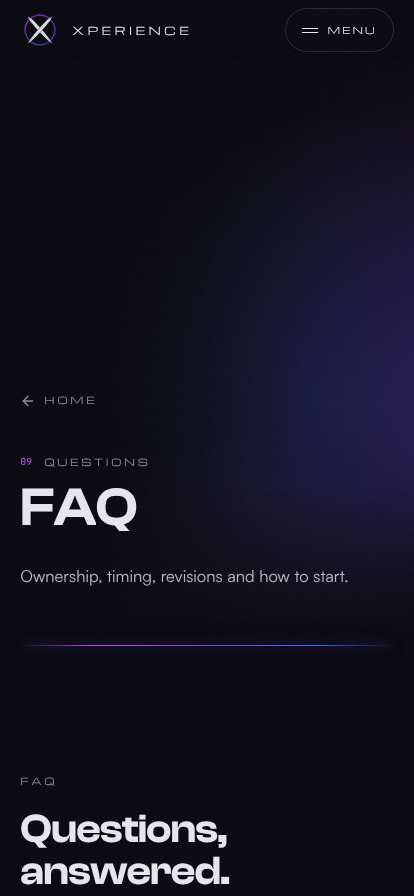 XPERIENCE
MENU
HOME
09 QUESTIONS
FAQ
Ownership, timing, revisions and how to start.
FAQ
Questions,
answered.